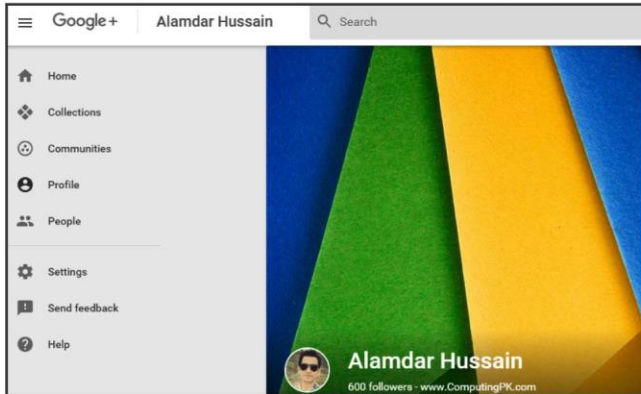 Google+ Alamdar Hussain Search
Home
Collections
Communities
Profile
People
Settings
Send feedback
Help
Alamdar Hussain
600 followers - www.ComputingPK.com